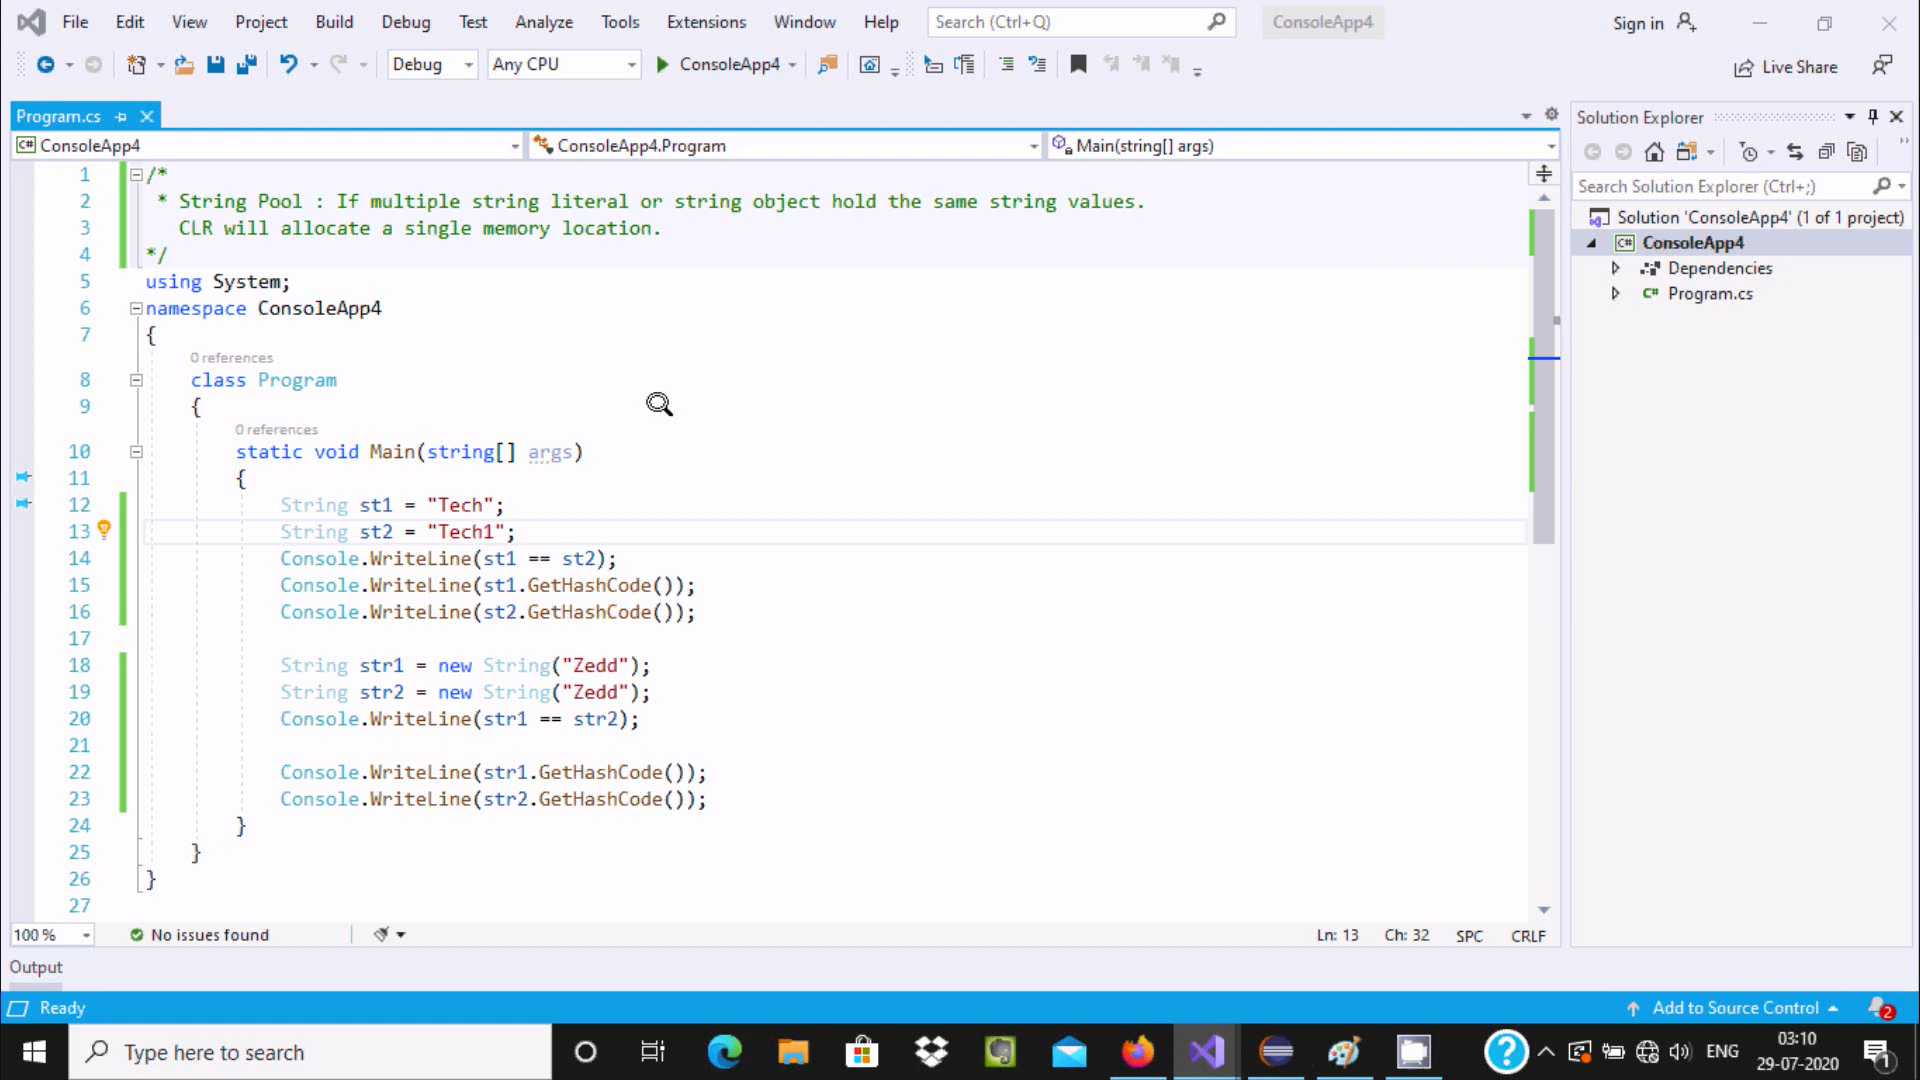 File Edit View Project Build Debug Test Analyze Tools Extensions Window Help Search (Ctrl+Q) ConsoleApp4 Sign in
Debug Any CPU ConsoleApp4 Live Share
Program.cs
Solution Explorer
C# ConsoleApp4 ConsoleApp4.Program Main(string[] args)
Search Solution Explorer (Ctrl+;)
Solution 'ConsoleApp4' (1 of 1 project)
C# ConsoleApp4
Dependencies
C# Program.cs
1 /*
2 * String Pool : If multiple string literal or string object hold the same string values.
3 CLR will allocate a single memory location.
4 */
5 using System;
6 namespace ConsoleApp4
7 {
0 references
8 class Program
9 {
0 references
10 static void Main(string[] args)
11 {
12 String st1 = "Tech";
13 String st2 = "Tech1";
14 Console.WriteLine(st1 == st2);
15 Console.WriteLine(st1.GetHashCode());
16 Console.WriteLine(st2.GetHashCode());
17
18 String str1 = new String("Zedd");
19 String str2 = new String("Zedd");
20 Console.WriteLine(str1 == str2);
21
22 Console.WriteLine(str1.GetHashCode());
23 Console.WriteLine(str2.GetHashCode());
24 }
25 }
26 }
27
100 % No issues found Ln: 13 Ch: 32 SPC CRLF
Output
Ready Add to Source Control 2
Type here to search ENG 03:10 1
29-07-2020